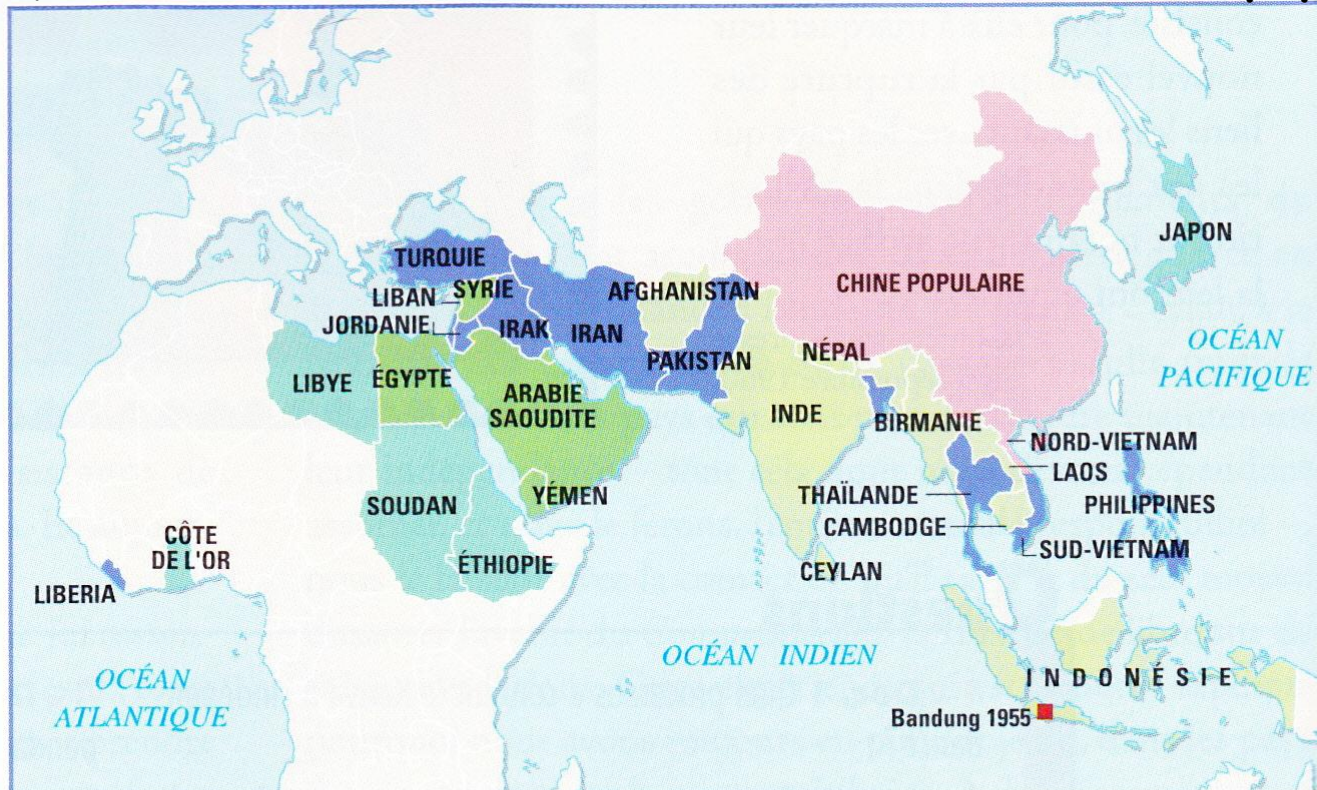 TURQUIE
LIBAN
SYRIE
JORDANIE
IRAK
IRAN
AFGHANISTAN
PAKISTAN
CHINE POPULAIRE
JAPON
OCÉAN
PACIFIQUE
LIBYE
ÉGYPTE
ARABIE
SAOUDITE
NÉPAL
INDE
BIRMANIE
NORD-VIETNAM
LAOS
THAÏLANDE
CAMBODGE
PHILIPPINES
SUD-VIETNAM
SOUDAN
YÉMEN
CÔTE
DE L'OR
ÉTHIOPIE
CEYLAN
LIBERIA
OCÉAN
ATLANTIQUE
OCÉAN INDIEN
INDONÉSIE
Bandung 1955